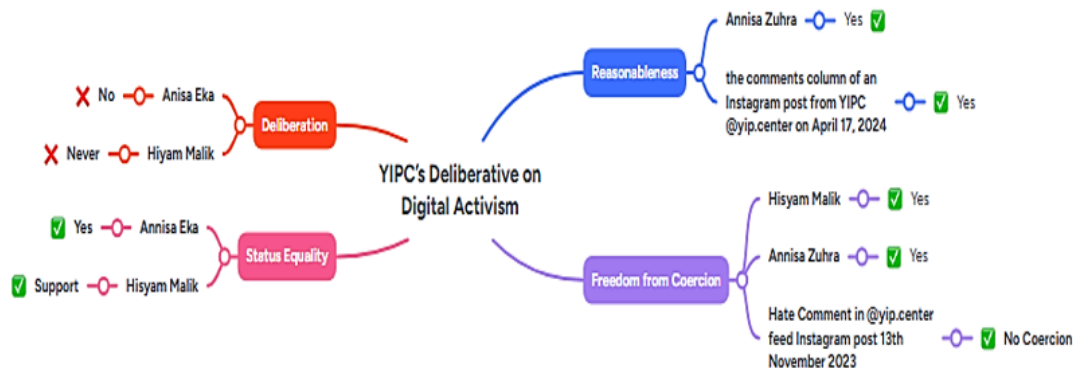 YIPC's Deliberative on
Digital Activism
Deliberation
No
Anisa Eka
Never
Hiyam Malik
Status Equality
Yes
Annisa Eka
Support
Hisyam Malik
Reasonableness
Annisa Zuhra
Yes
the comments column of an
Instagram post from YIPC
@yip.center on April 17, 2024
Yes
Freedom from Coercion
Hisyam Malik
Yes
Annisa Zuhra
Yes
Hate Comment in @yip.center
feed Instagram post 13th
November 2023
No Coercion